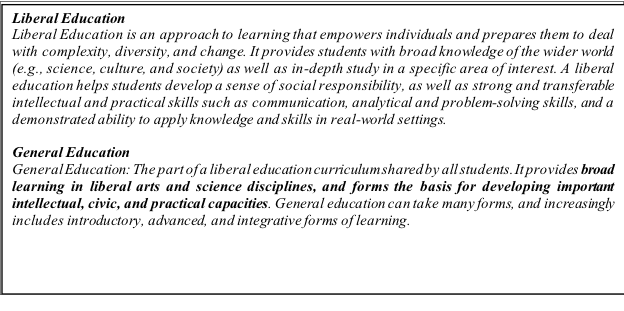 Liberal Education
Liberal Education is an approach to learning that empowers individuals and prepares them to deal
with complexity, diversity, and change. It provides students with broad knowledge of the wider world
(e.g., science, culture, and society) as well as in-depth study in a specific area of interest. A liberal
education helps students develop a sense of social responsibility, as well as strong and transferable
intellectual and practical skills such as communication, analytical and problem-solving skills, and a
demonstrated ability to apply knowledge and skills in real-world settings.
General Education
General Education: The part of a liberal education curriculum shared by all students. It provides broad
learning in liberal arts and science disciplines, and forms the basis for developing important
intellectual, civic, and practical capacities. General education can take many forms, and increasingly
includes introductory, advanced, and integrative forms of learning.